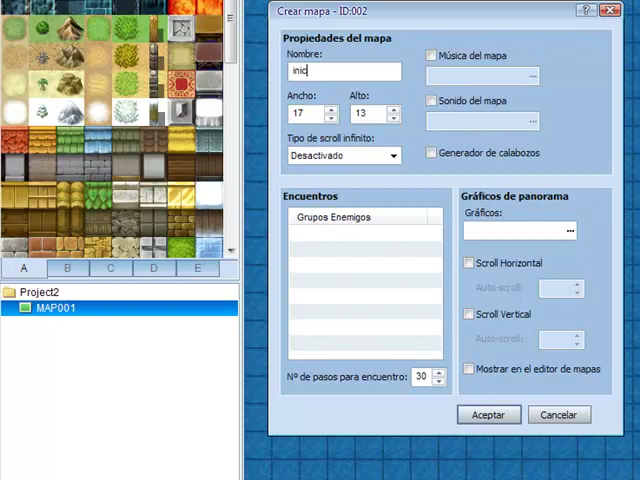 Crear mapa - ID:002
Propiedades del mapa
Nombre:
inic
Ancho:
Alto:
17
13
Tipo de scroll infinito:
Desactivado
Música del mapa
...
Sonido del mapa
...
Generador de calabozos
Encuentros
Grupos Enemigos
Nº de pasos para encuentro:
30
Gráficos de panorama
Gráficos:
...
Scroll Horizontal
Auto-scroll:
Scroll Vertical
Auto-scroll:
Mostrar en el editor de mapas
Aceptar
Cancelar
A
B
C
D
E
Project2
MAP001